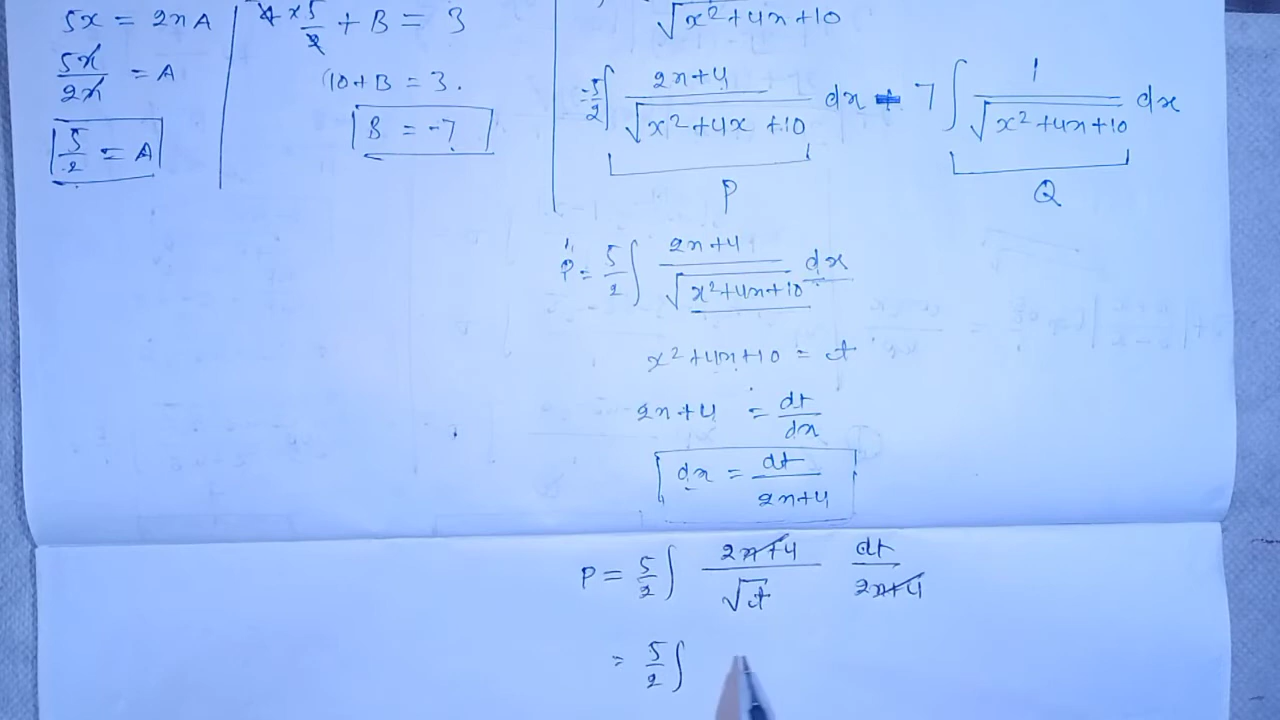 5x = 2xA
5x/2x = A
5/2 = A
4 × 5/2 + B = 3
10 + B = 3.
B = -7
√x²+4x+10
= 5/2 ∫ 2x+4/√x²+4x+10 dx - 7 ∫ 1/√x²+4x+10 dx
P Q
P = 5/2 ∫ 2x+4/√x²+4x+10 dx
x²+4x+10 = t
2x+4 = dt/dx
dx = dt/2x+4
P = 5/2 ∫ 2x+4/√t dt/2x+4
= 5/2 ∫